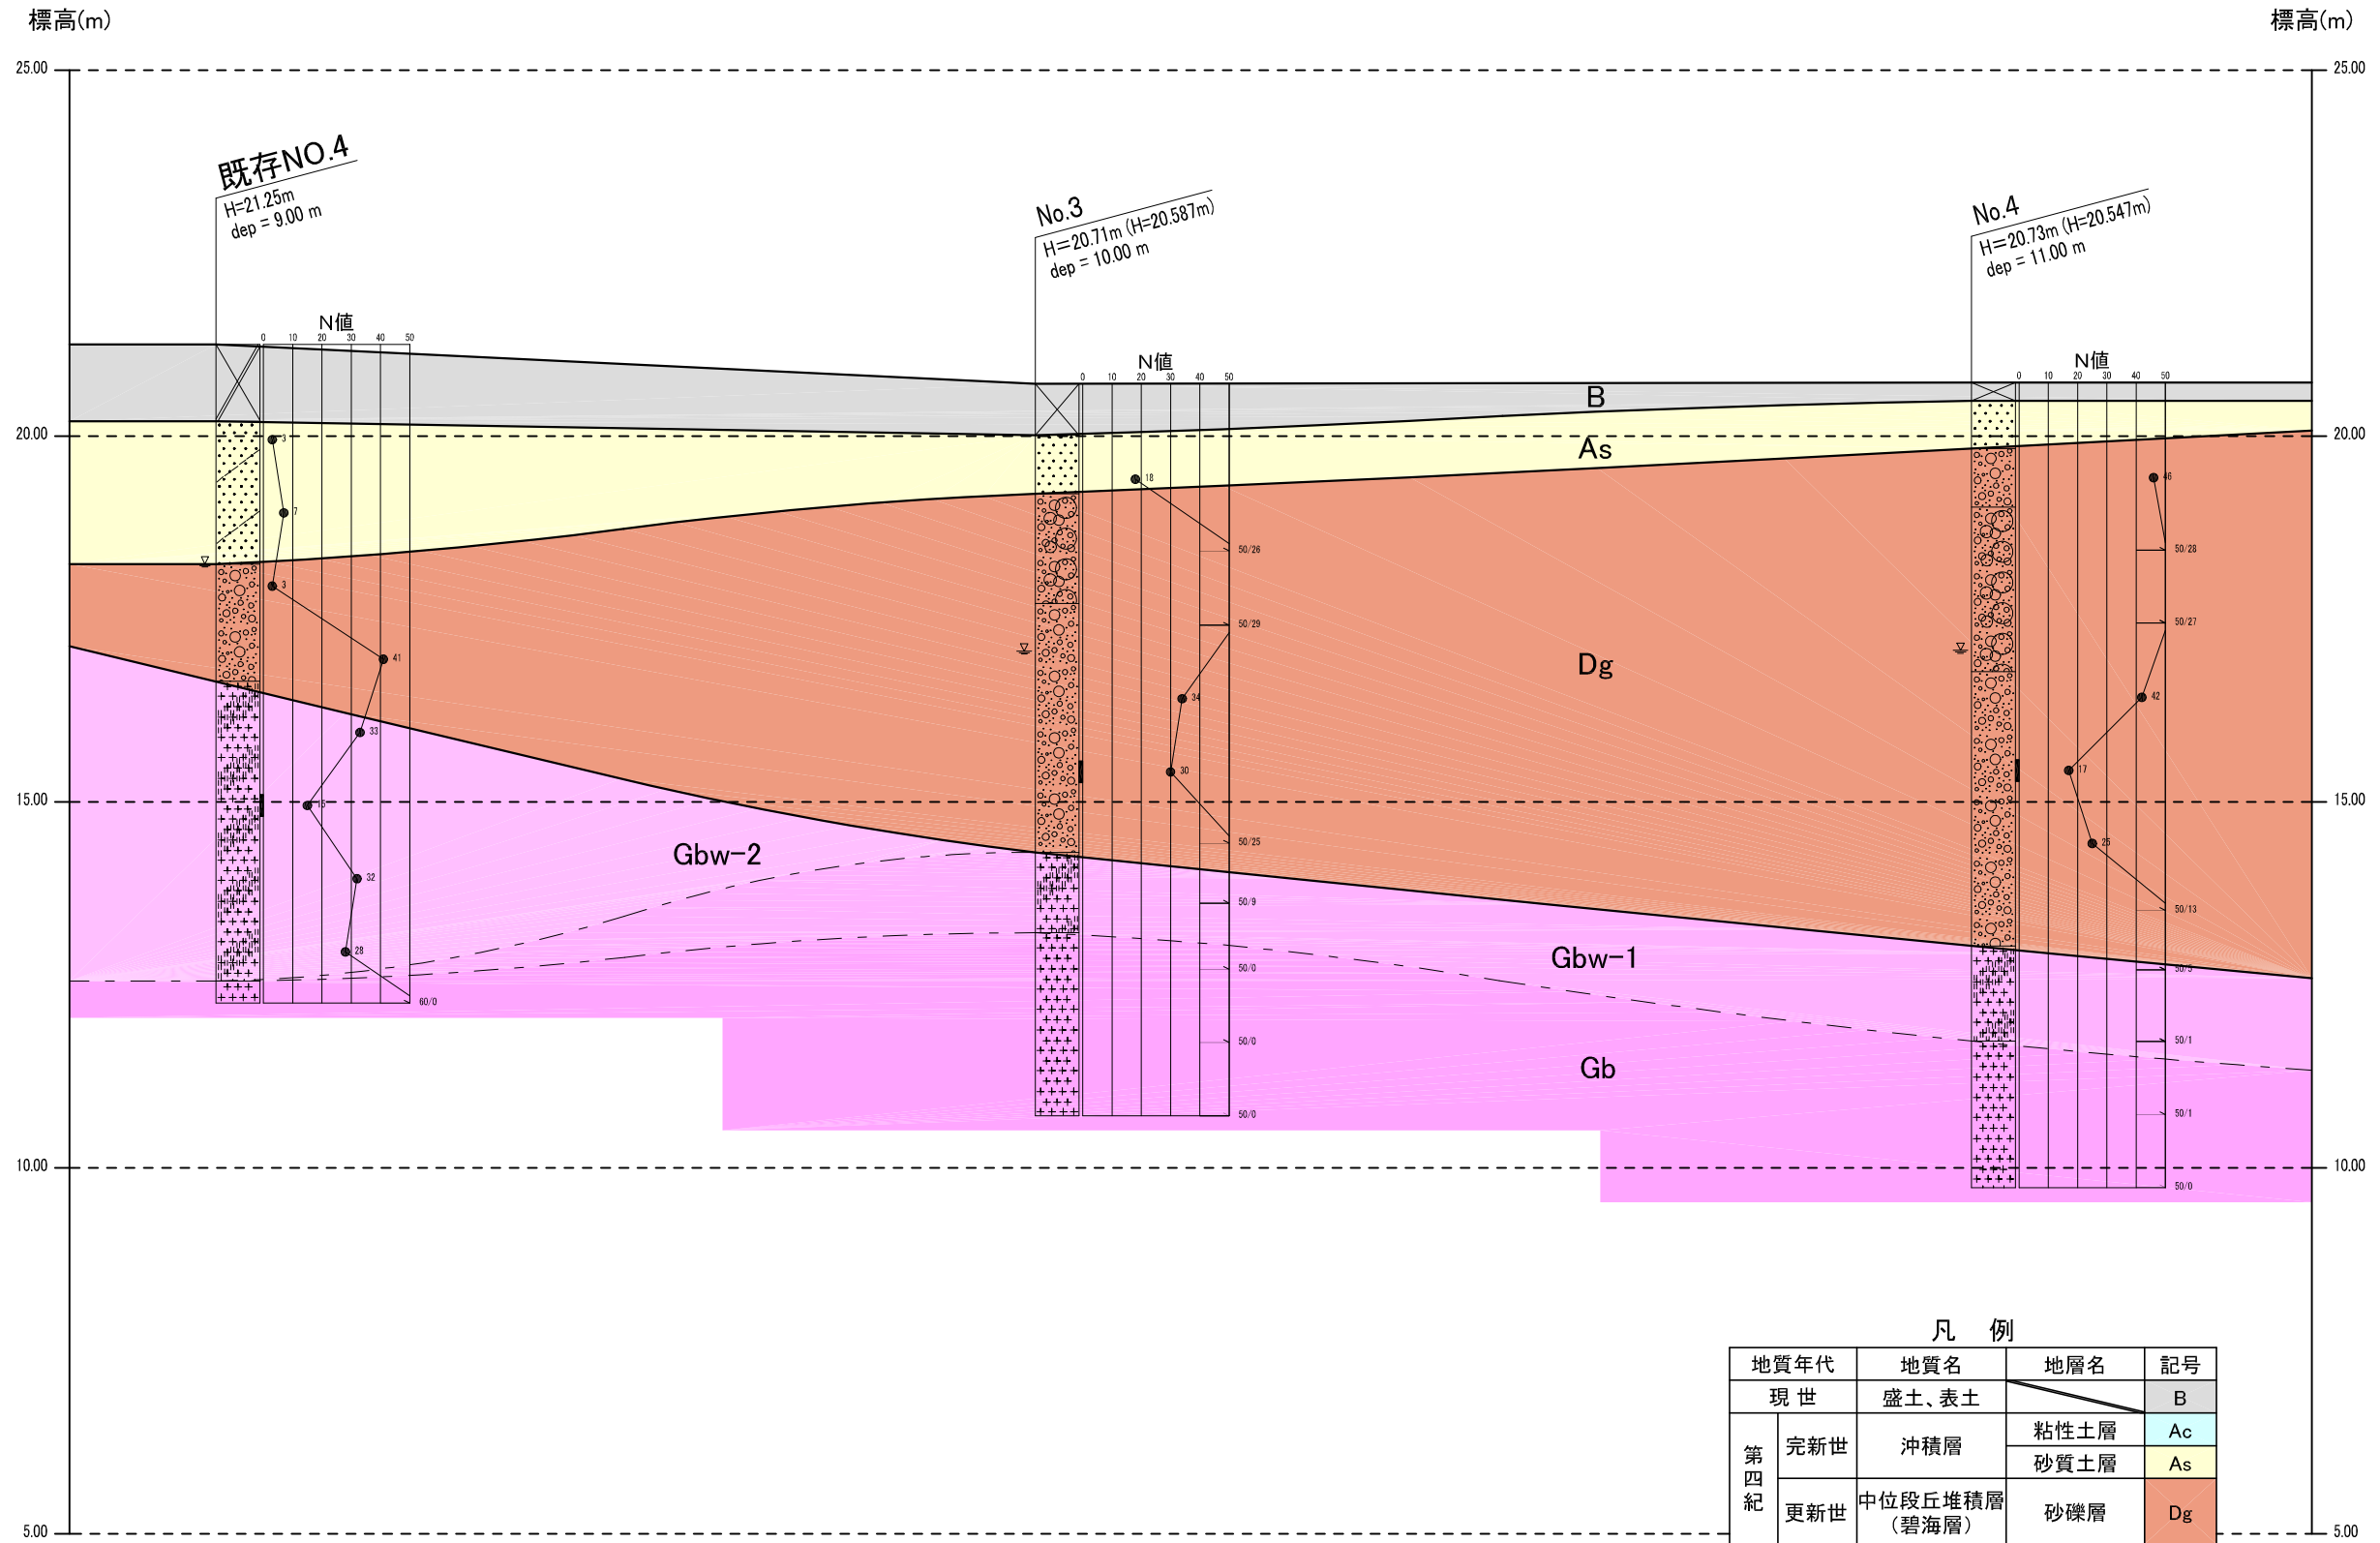 標高(m)
標高(m)
25.00
25.00
既存NO.4
H=21.25m
dep = 9.00 m
No.3
H=20.71m (H=20.587m)
dep = 10.00 m
No.4
H=20.73m (H=20.547m)
dep = 11.00 m
N値
0 10 20 30 40 50
N値
0 10 20 30 40 50
N値
0 10 20 30 40 50
B
20.00
20.00
As
3
7
3
41
33
15
32
28
60/0
18
50/26
50/29
34
30
50/25
50/9
50/0
50/0
50/0
46
50/28
50/27
42
17
25
50/13
50/1
50/1
50/0
Dg
15.00
15.00
Gbw-2
Gbw-1
Gb
10.00
10.00
凡 例
地質年代 地質名 地層名 記号
現世 盛土、表土 B
第四紀 完新世 沖積層 粘性土層 Ac
砂質土層 As
更新世 中位段丘堆積層
(碧海層) 砂礫層 Dg
5.00
5.00